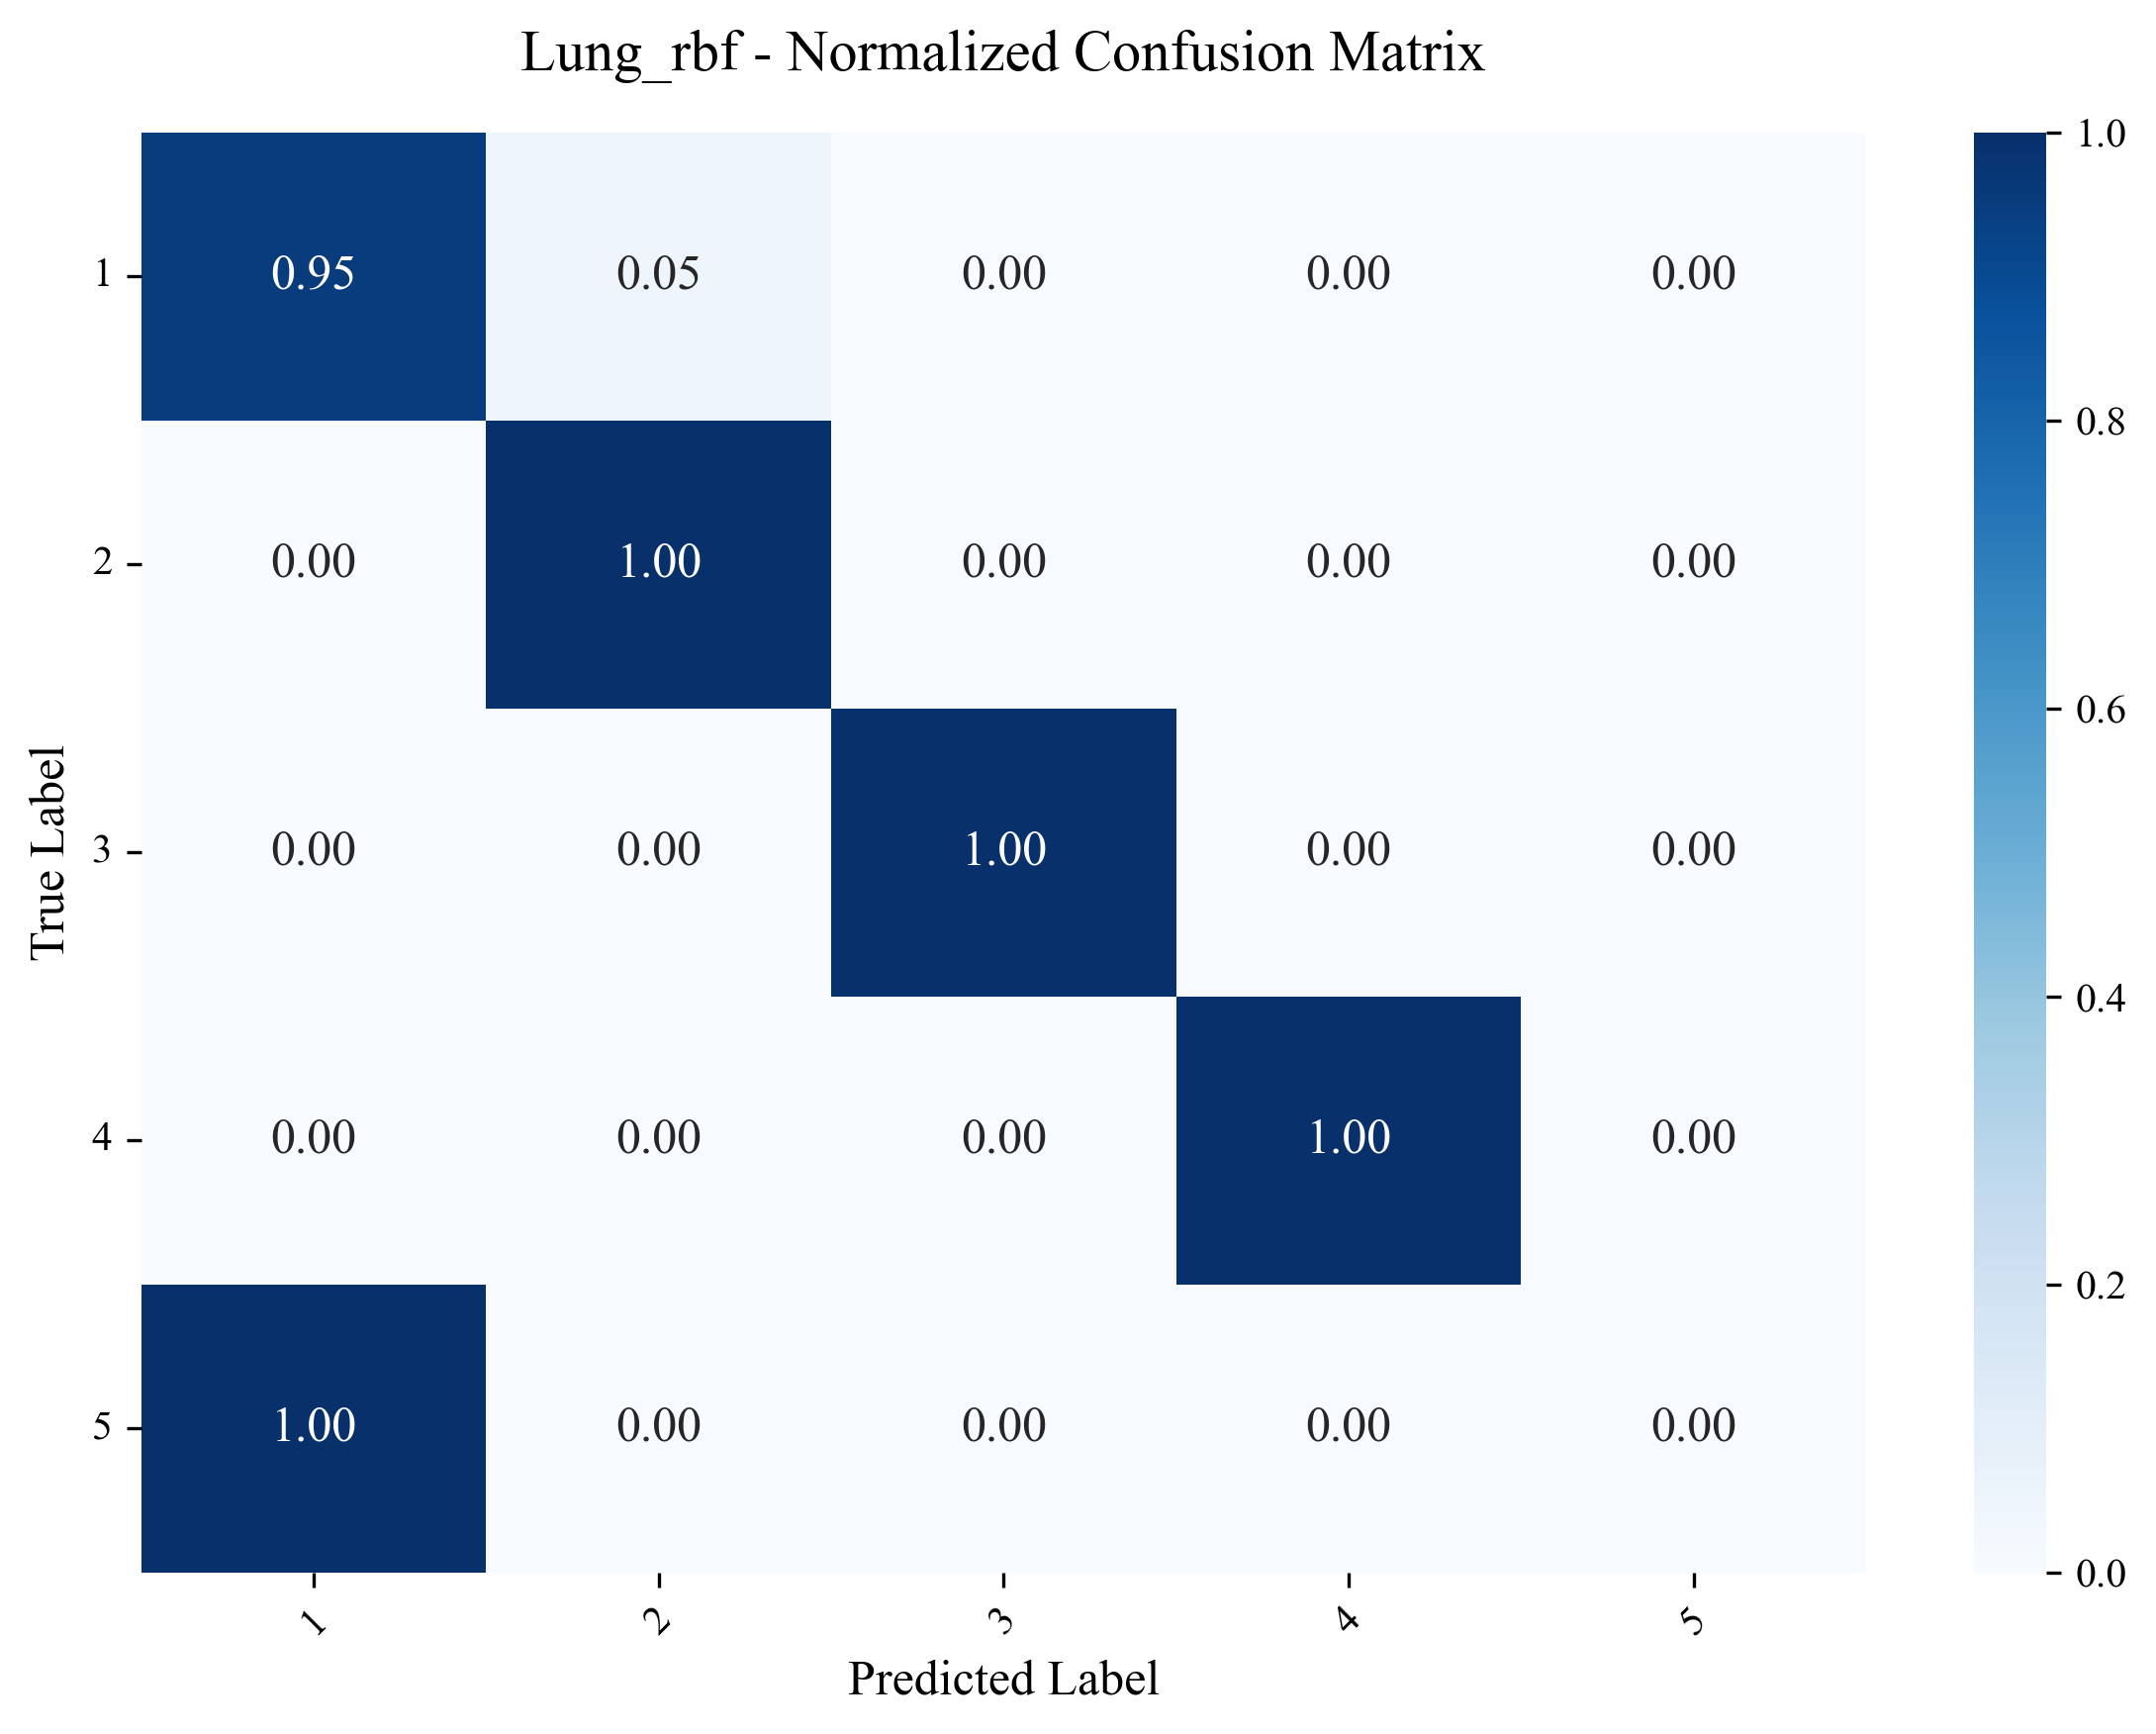 Lung_rbf - Normalized Confusion Matrix
True Label
1 0.95 0.05 0.00 0.00 0.00
2 0.00 1.00 0.00 0.00 0.00
3 0.00 0.00 1.00 0.00 0.00
4 0.00 0.00 0.00 1.00 0.00
5 1.00 0.00 0.00 0.00 0.00
1 2 3 4 5
Predicted Label
1.0
0.8
0.6
0.4
0.2
0.0